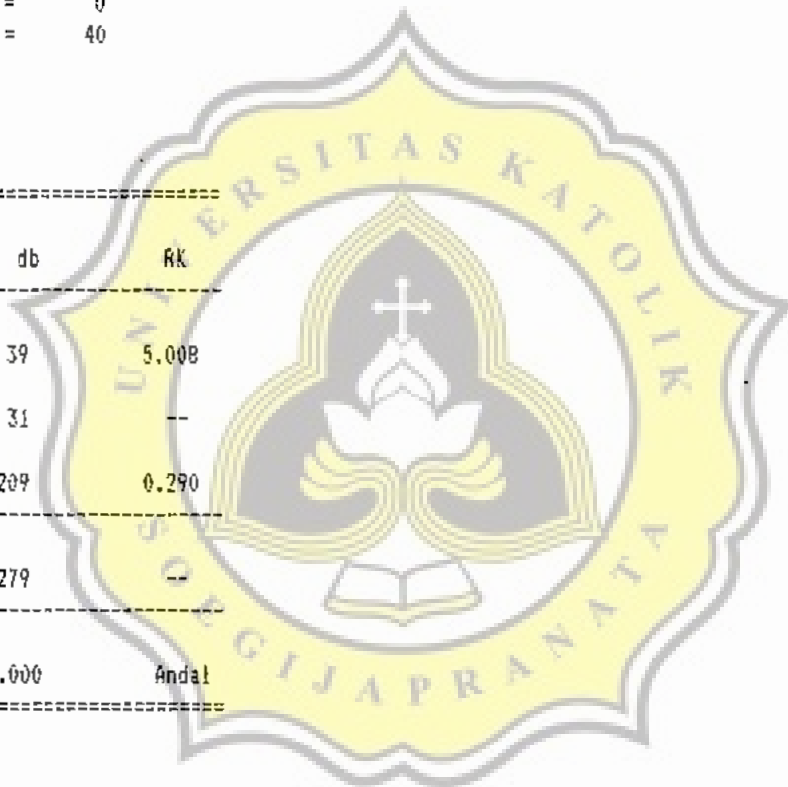 = 0
= 40
db RK
39 5.008
31 --
209 0.290
279 --
.000 Andal
UNIVERSITAS KATOLIK
SOEGIJAPRANATA